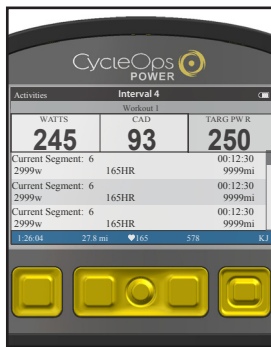 CycleOps
POWER
Activities Interval 4
Workout 1
WATTS CAD TARG PWR
245 93 250
Current Segment: 6 00:12:30
2999w 165HR 9999mi
Current Segment: 6 00:12:30
2999w 165HR 9999mi
Current Segment: 6 00:12:30
2999w 165HR 9999mi
1:26:04 27.8 mi 165 578 KJ